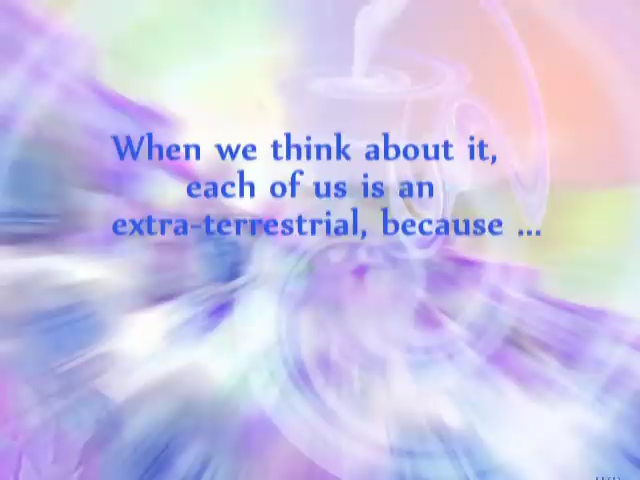 When we think about it,
each of us is an
extra-terrestrial, because ...